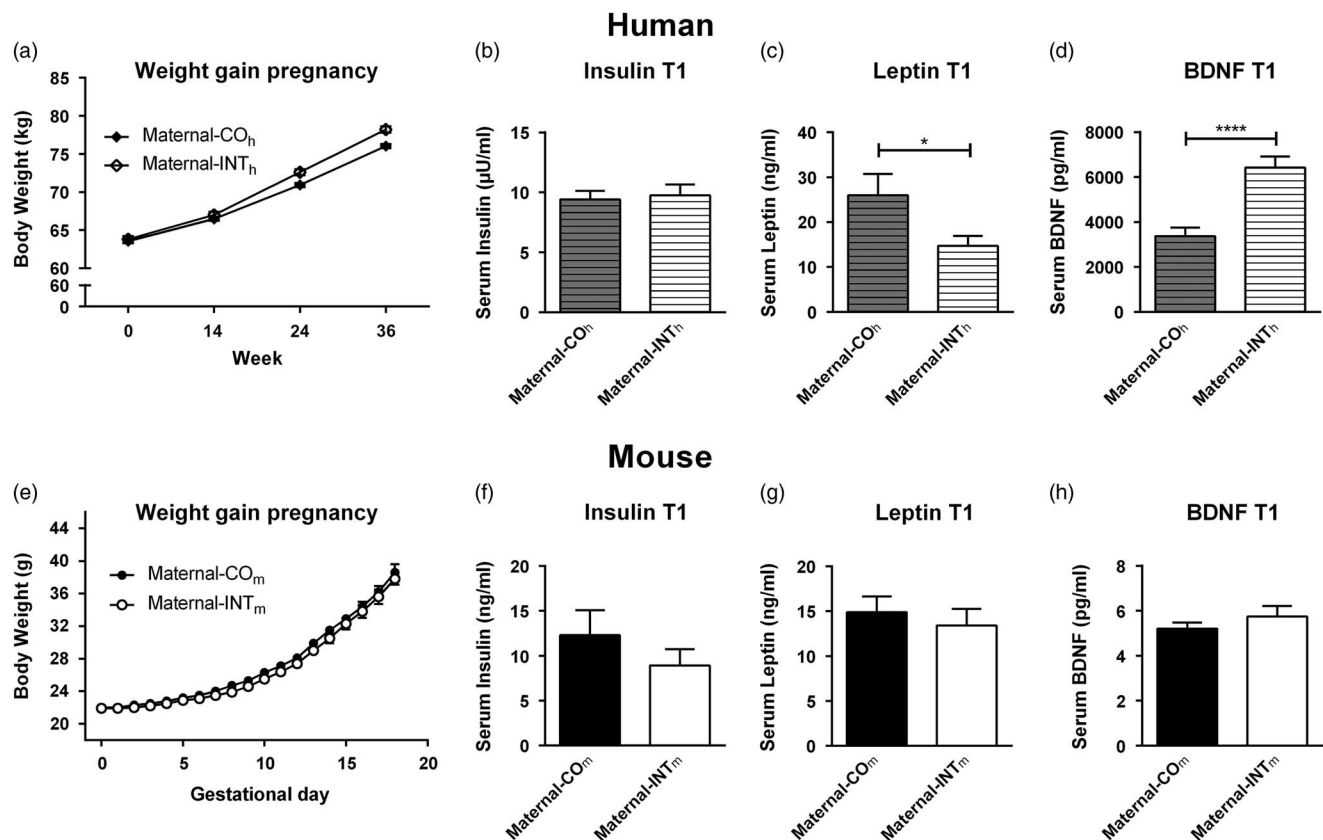 Human
(a)
Weight gain pregnancy
Body Weight (kg)
85
80
75
70
65
60
60
0
Maternal-COh
Maternal-INTh
0 14 24 36
Week
(b)
Insulin T1
Serum Insulin (µU/ml)
15
10
5
0
Maternal-COh
Maternal-INTh
(c)
Leptin T1
Serum Leptin (ng/ml)
30
20
10
0
*
Maternal-COh
Maternal-INTh
(d)
BDNF T1
Serum BDNF (pg/ml)
8000
6000
4000
2000
0
****
Maternal-COh
Maternal-INTh
Mouse
(e)
Weight gain pregnancy
Body Weight (g)
44
40
36
32
28
24
22
Maternal-COm
Maternal-INTm
0 5 10 15 20
Gestational day
(f)
Insulin T1
Serum Insulin (ng/ml)
20
15
10
5
0
Maternal-COm
Maternal-INTm
(g)
Leptin T1
Serum Leptin (ng/ml)
20
15
10
5
0
Maternal-COm
Maternal-INTm
(h)
BDNF T1
Serum BDNF (pg/ml)
8
6
4
2
0
Maternal-COm
Maternal-INTm